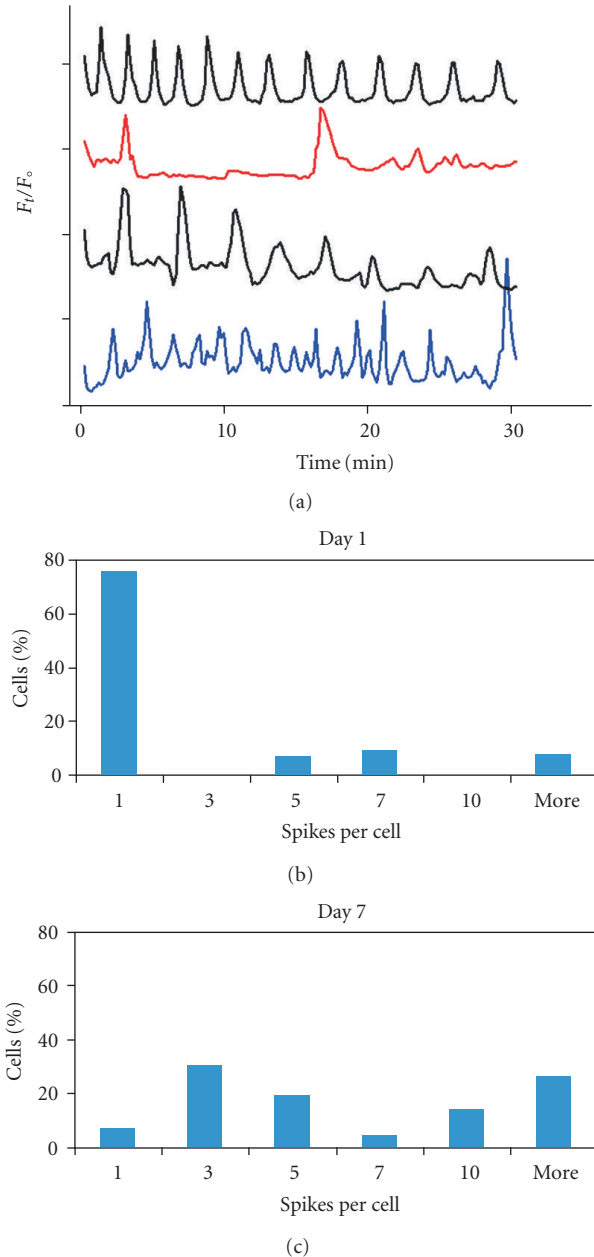 Ft/F∘
0 10 20 30
Time (min)
(a)
Day 1
Cells (%)
80
60
40
20
0
1 3 5 7 10 More
Spikes per cell
(b)
Day 7
Cells (%)
80
60
40
20
0
1 3 5 7 10 More
Spikes per cell
(c)